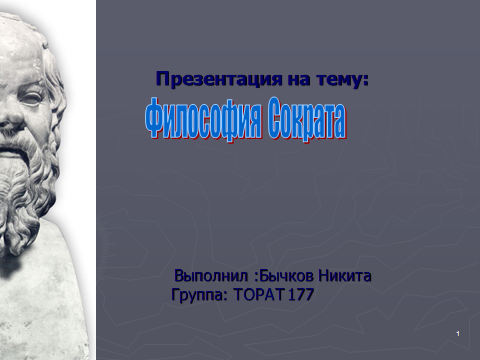 Презентация на тему:
Философия Сократа
Выполнил :Бычков Никита
Группа: ТОРАТ 177
1